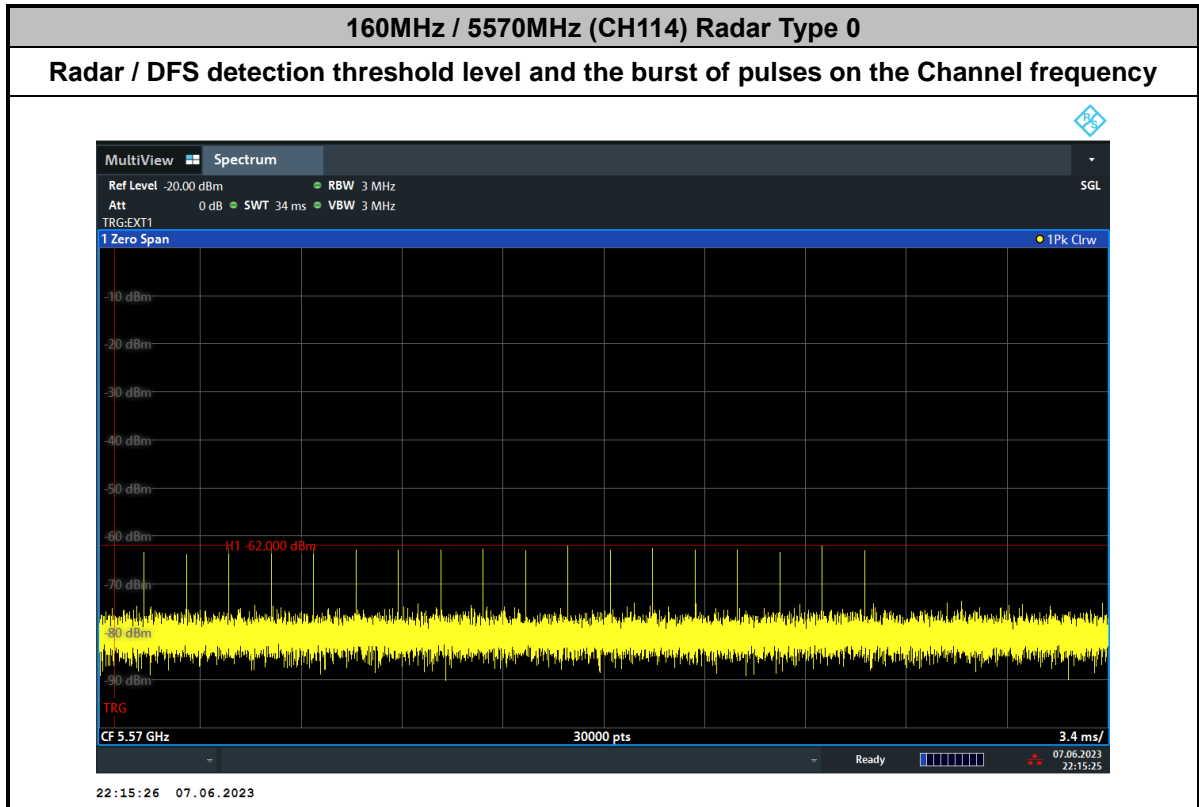 160MHz / 5570MHz (CH114) Radar Type 0
Radar / DFS detection threshold level and the burst of pulses on the Channel frequency
R&S
MultiView Spectrum
Ref Level -20.00 dBm RBW 3 MHz SGL
Att 0 dB SWT 34 ms VBW 3 MHz
TRG:EXT1
1 Zero Span 1Pk Clrw
-10 dBm
-20 dBm
-30 dBm
-40 dBm
-50 dBm
-60 dBm
H1 -62.000 dBm
-70 dBm
-80 dBm
-90 dBm
TRG
CF 5.57 GHz 30000 pts 3.4 ms/
Ready 07.06.2023
22:15:25
22:15:26 07.06.2023